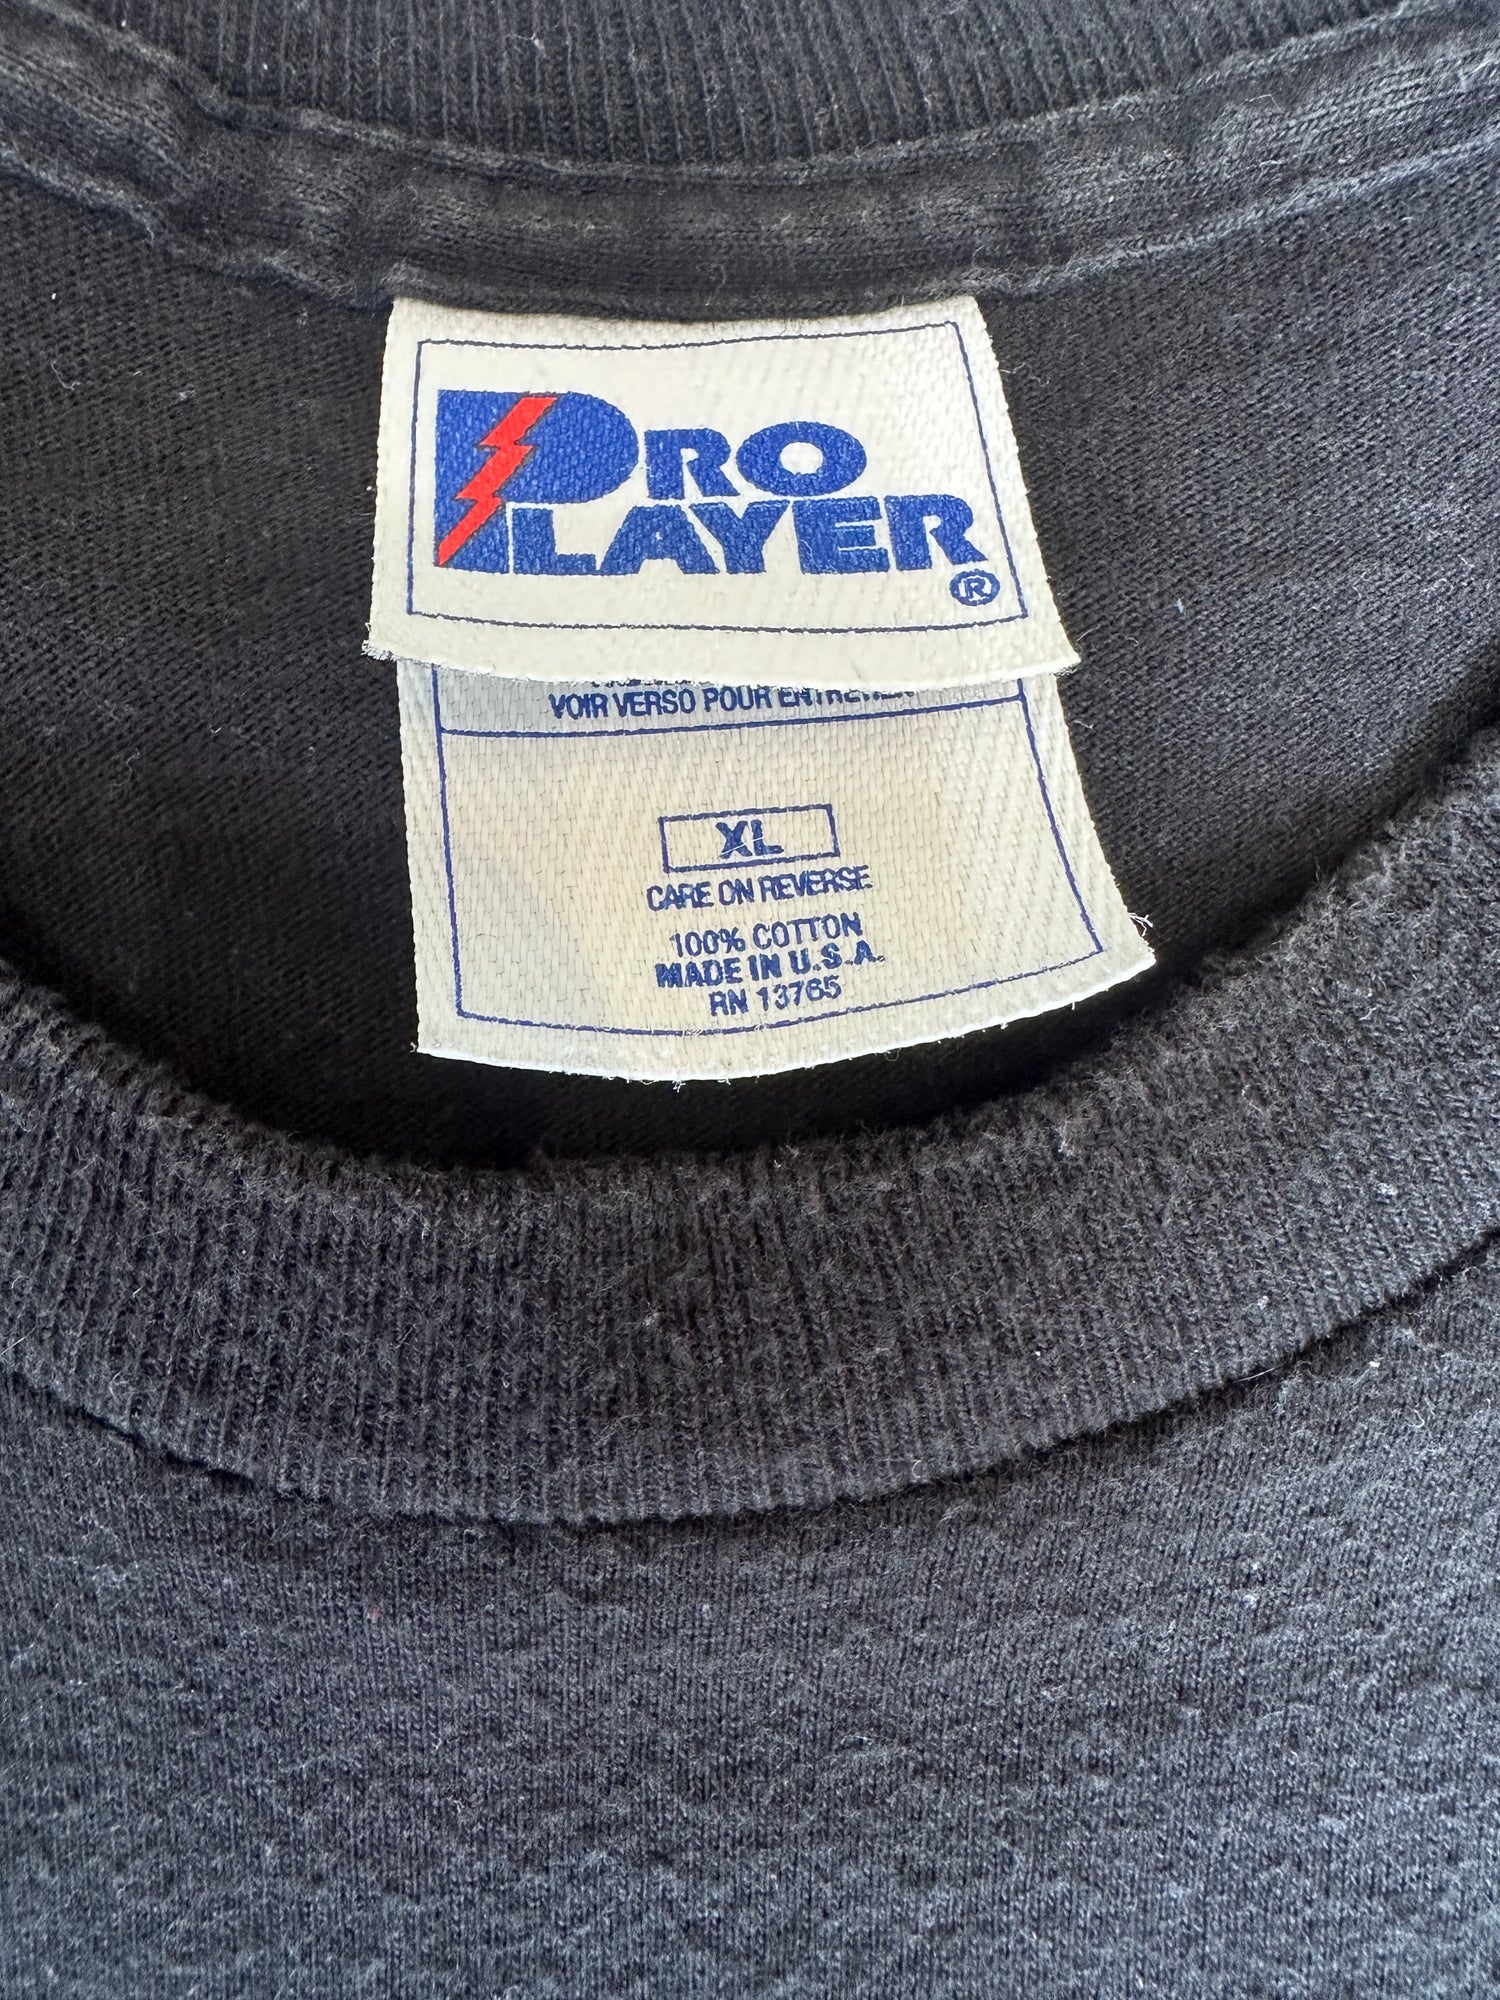 PRO
PLAYER®
VOIR VERSO POUR ENTRETIEN
XL
CARE ON REVERSE
100% COTTON
MADE IN U.S.A.
RN 13765